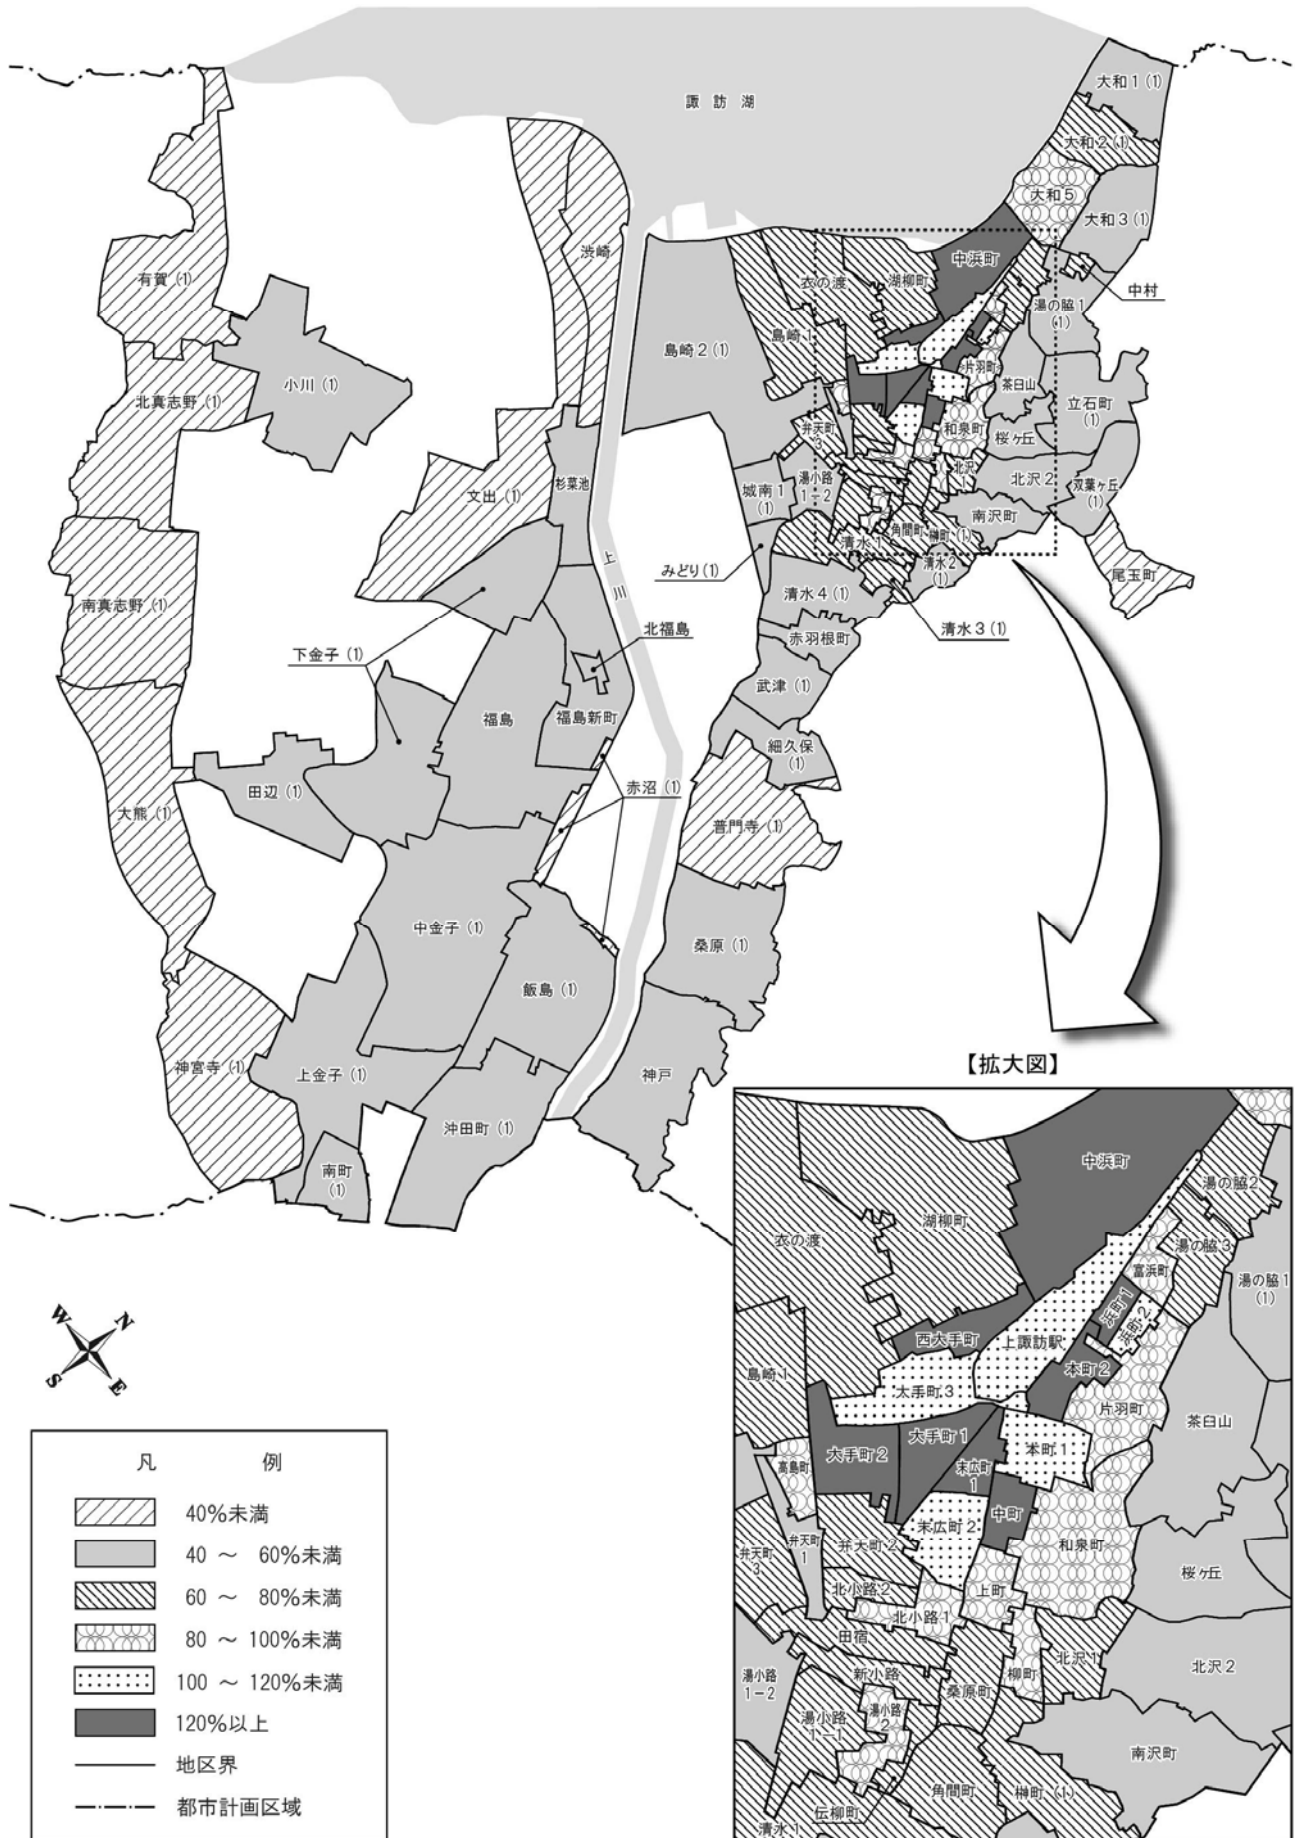 諏訪湖
大和1(1)
大和2(1)
大和5
大和3(1)
中村
中浜町
湖柳町
衣の渡
島崎1
島崎2(1)
渋崎
湯の脇1
(1)
片羽町
茶臼山
立石町
(1)
和泉町
桜ヶ丘
弁天町
3
北沢
1
北沢2
双葉ヶ丘
(1)
湯小路
1-2
城南1
(1)
南沢町
角間町
榊町(1)
清水1
清水2
(1)
尾玉町
みどり(1)
清水4(1)
清水3(1)
赤羽根町
武津(1)
細久保
(1)
普門寺(1)
桑原(1)
神戸
有賀(1)
小川(1)
北真志野(1)
文出(1)
杉菜池
上川
南真志野(1)
下金子(1)
北福島
福島
福島新町
赤沼(1)
田辺(1)
大熊(1)
中金子(1)
飯島(1)
神宮寺(1)
上金子(1)
沖田町(1)
南町
(1)
【拡大図】
中浜町
湯の脇2
湖柳町
衣の渡
湯の脇3
富浜町
湯の脇1
(1)
浜町1
浜町2
西大手町
上諏訪駅
本町2
島崎1
大手町3
片羽町
茶臼山
大手町1
大手町2
本町1
末広町
1
高島町
中町
末広町2
弁天町
1
弁天町2
弁天町
3
和泉町
桜ヶ丘
北小路2
上町
北小路1
田宿
北沢1
北沢2
湯小路
1-2
新小路
柳町
桑原町
湯小路
2
湯小路
1-1
南沢町
角間町
榊町(1)
伝柳町
清水1
W
N
S
E
凡例
40%未満
40 ～ 60%未満
60 ～ 80%未満
80 ～ 100%未満
100 ～ 120%未満
120%以上
地区界
都市計画区域